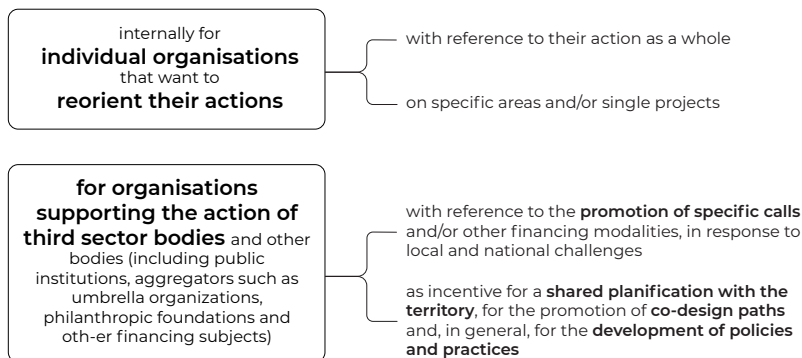 internally for
individual organisations
that want to
reorient their actions
with reference to their action as a whole
on specific areas and/or single projects
for organisations
supporting the action of
third sector bodies and other
bodies (including public
institutions, aggregators such as
umbrella organizations,
philanthropic foundations and
oth-er financing subjects)
with reference to the promotion of specific calls
and/or other financing modalities, in response to
local and national challenges
as incentive for a shared planification with the
territory, for the promotion of co-design paths
and, in general, for the development of policies
and practices